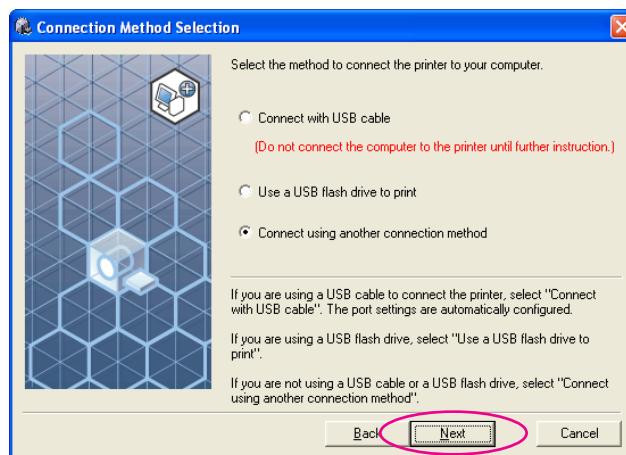 Connection Method Selection
Select the method to connect the printer to your computer.
Connect with USB cable
(Do not connect the computer to the printer until further instruction.)
Use a USB flash drive to print
Connect using another connection method
If you are using a USB cable to connect the printer, select "Connect
with USB cable". The port settings are automatically configured.
If you are using a USB flash drive, select "Use a USB flash drive to
print".
If you are not using a USB cable or a USB flash drive, select "Connect
using another connection method".
Back Next Cancel